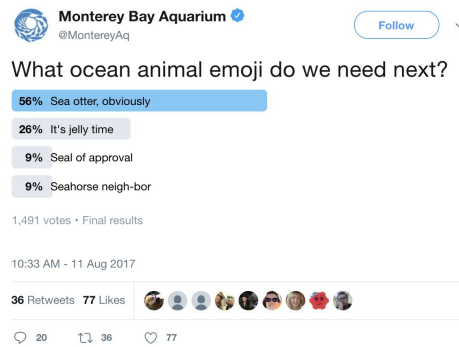 Monterey Bay Aquarium
@MontereyAq
Follow
What ocean animal emoji do we need next?
56% Sea otter, obviously
26% It's jelly time
9% Seal of approval
9% Seahorse neigh-bor
1,491 votes • Final results
10:33 AM - 11 Aug 2017
36 Retweets 77 Likes
20 36 77